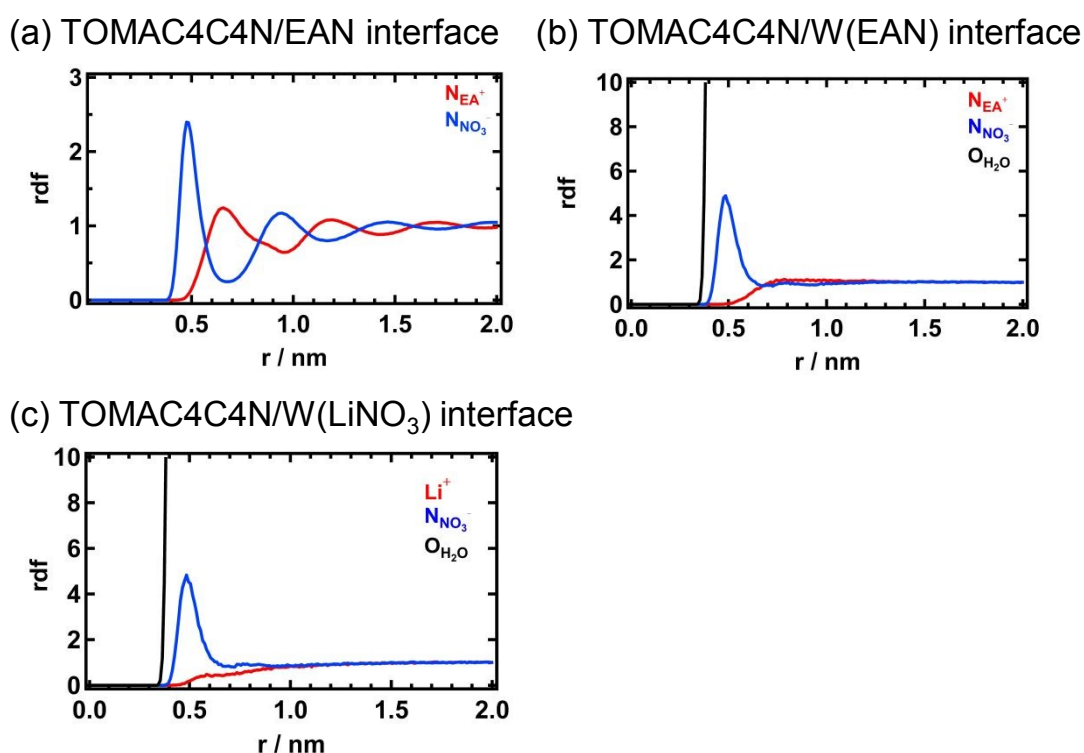 (a) TOMAC4C4N/EAN interface
3
2
1
0
rdf
N_EA⁺
N_NO₃⁻
0.5
1.0
1.5
2.0
r / nm
(b) TOMAC4C4N/W(EAN) interface
10
8
6
4
2
0
rdf
N_EA⁺
N_NO₃⁻
O_H₂O
0.0
0.5
1.0
1.5
2.0
r / nm
(c) TOMAC4C4N/W(LiNO₃) interface
10
8
6
4
2
0
rdf
Li⁺
N_NO₃⁻
O_H₂O
0.0
0.5
1.0
1.5
2.0
r / nm